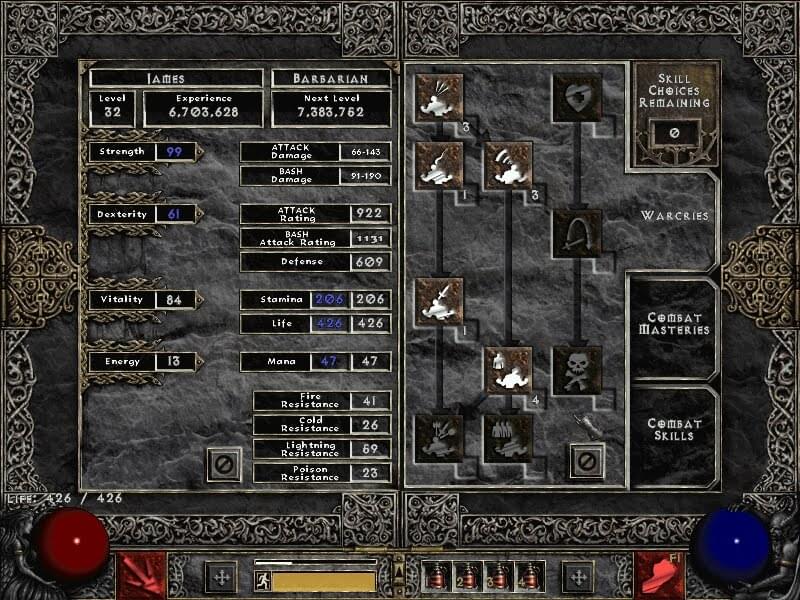 JAMES
BARBARIAN
Level
32
Experience
6,703,628
Next Level
7,383,752
Strength 99
ATTACK
Damage
66-143
BASH
Damage
91-190
Dexterity 61
ATTACK
Rating
922
BASH
Attack Rating
1131
Defense 609
Vitality 84
Stamina 206 206
Life 426 426
Energy 13
Mana 47 47
Fire
Resistance
41
Cold
Resistance
26
Lightning
Resistance
Poison
Resistance
23
3
1
3
1
4
SKILL
CHOICES
REMAINING
0
WARCRIES
COMBAT
MASTERIES
COMBAT
SKILLS
LIFE: 426 / 426
2
3
4
F1